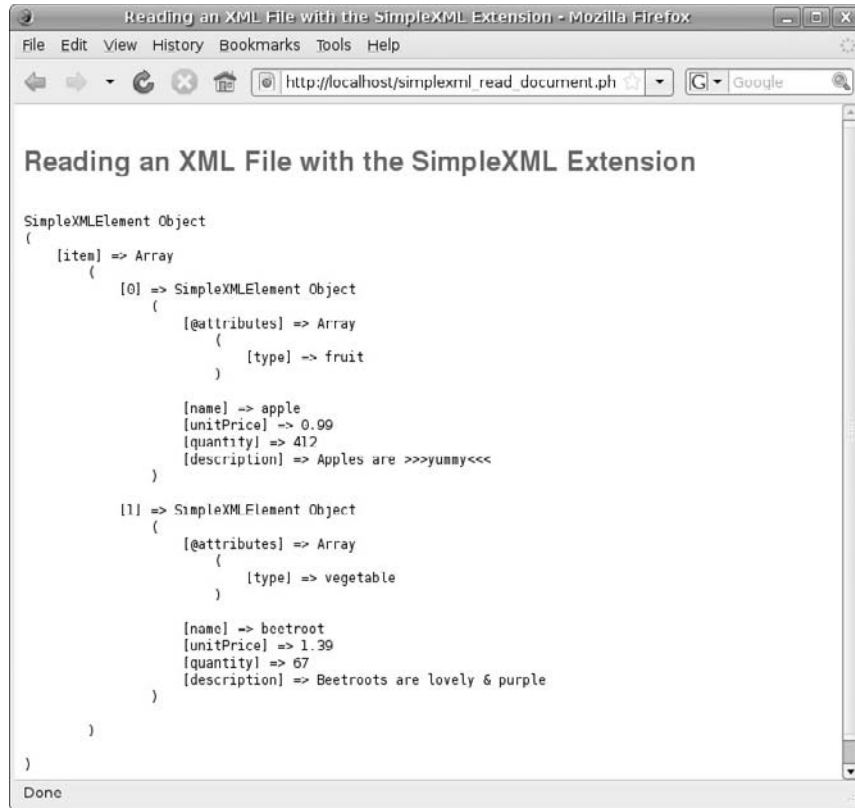 Reading an XML File with the SimpleXML Extension - Mozilla Firefox
File Edit View History Bookmarks Tools Help
http://localhost/simplexml_read_document.ph
G Google
Reading an XML File with the SimpleXML Extension
SimpleXMLElement Object
(
[item] => Array
(
[0] => SimpleXMLElement Object
(
[@attributes] => Array
(
[type] => fruit
)
[name] => apple
[unitPrice] => 0.99
[quantity] => 412
[description] => Apples are >>>yummy<<<
)
[1] => SimpleXMLElement Object
(
[@attributes] => Array
(
[type] => vegetable
)
[name] => beetroot
[unitPrice] => 1.39
[quantity] => 67
[description] => Beetroots are lovely & purple
)
)
)
Done